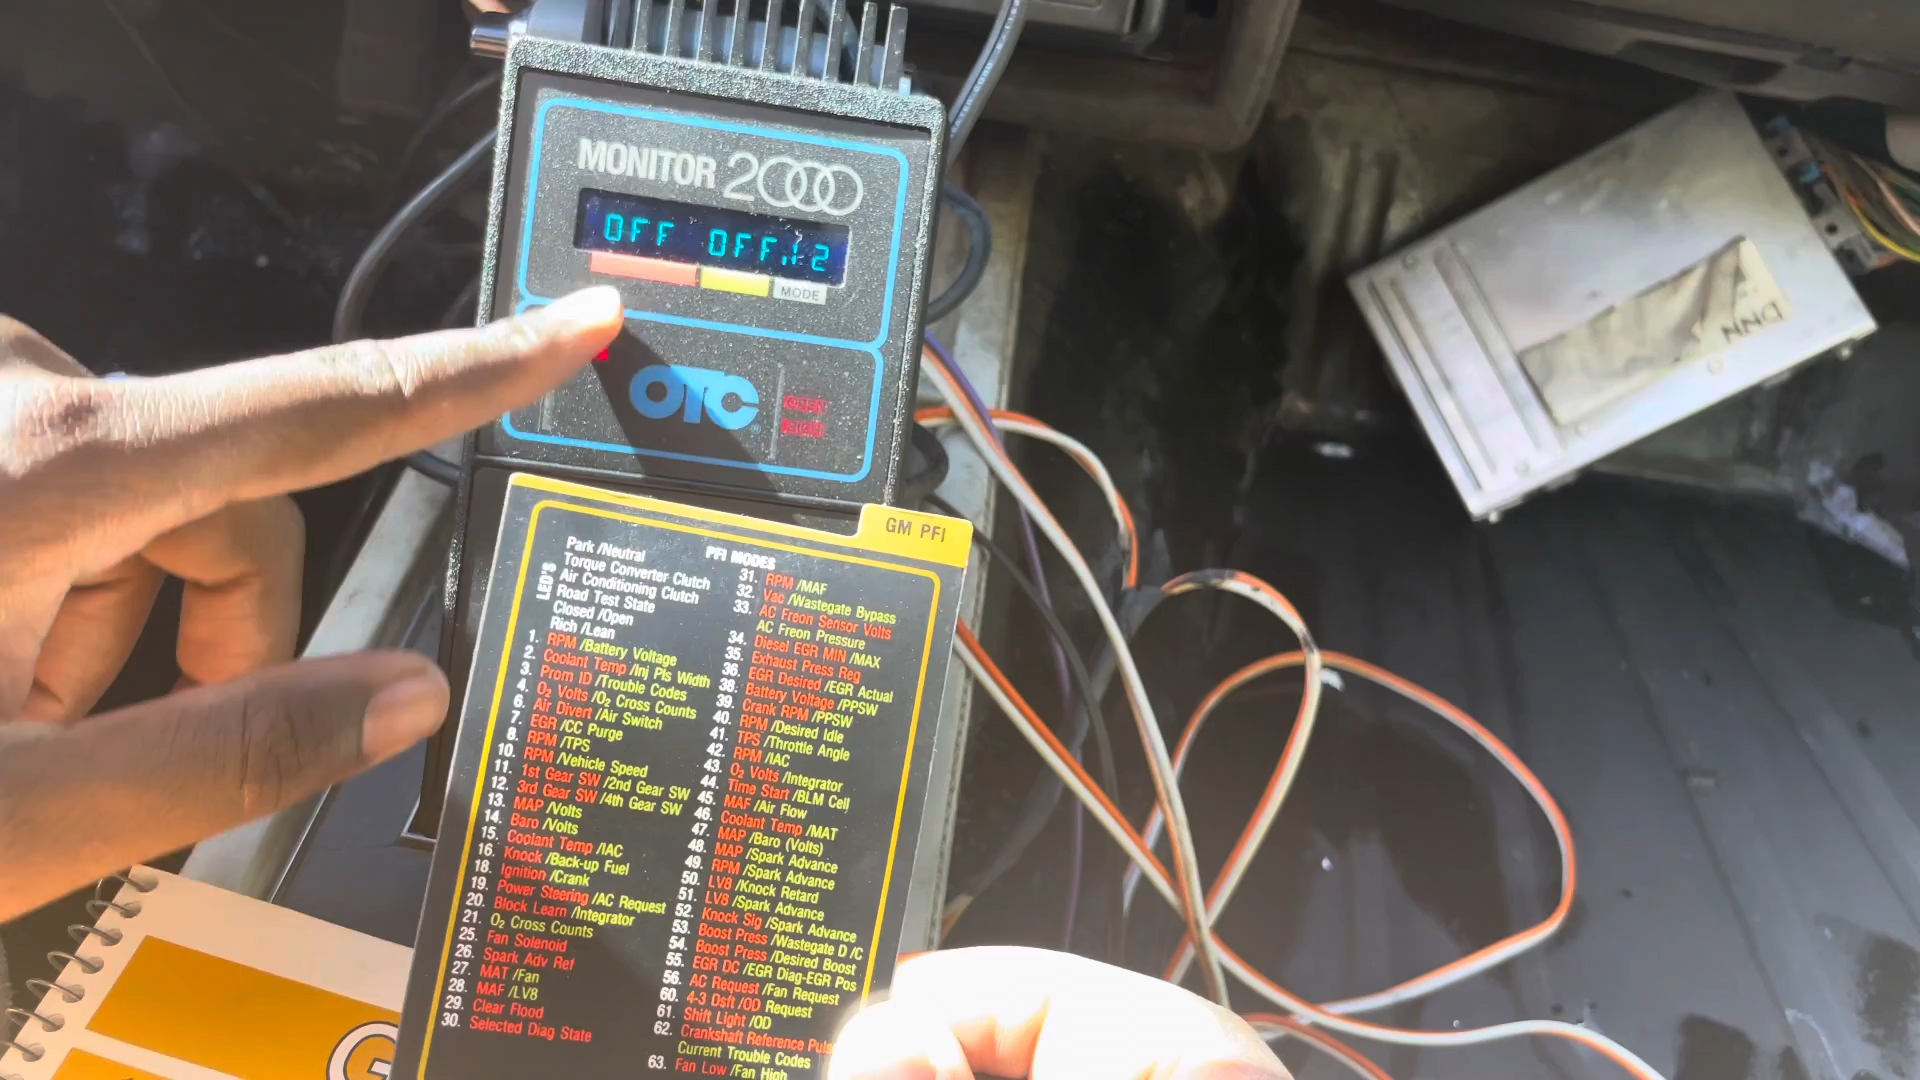 MONITOR 2000
OFF OFF
MODE
OTC
GM PFI
LED'S
Park /Neutral
Torque Converter Clutch
Air Conditioning Clutch
Road Test State
Closed /Open
Rich /Lean
1. RPM /Battery Voltage
2. Coolant Temp /Inj Pls Width
3. Prom ID /Trouble Codes
4. O2 Volts /O2 Cross Counts
6. Air Divert /Air Switch
7. EGR /CC Purge
8. RPM /TPS
10. RPM /Vehicle Speed
11. 1st Gear SW /2nd Gear SW
12. 3rd Gear SW /4th Gear SW
13. MAP /Volts
14. Baro /Volts
15. Coolant Temp /IAC
16. Knock /Back-up Fuel
18. Ignition /Crank
19. Power Steering /AC Request
20. Block Learn /Integrator
21. O2 Cross Counts
25. Fan Solenoid
26. Spark Adv Ref
27. MAT /Fan
28. MAF /LV8
29. Clear Flood
30. Selected Diag State
PFI MODES
31. RPM /MAF
32. Vac /Wastegate Bypass
33. AC Freon Sensor Volts
AC Freon Pressure
34. Diesel EGR MIN /MAX
35. Exhaust Press Reg
36. EGR Desired /EGR Actual
38. Battery Voltage /PPSW
39. Crank RPM /PPSW
40. RPM /Desired Idle
41. TPS /Throttle Angle
42. RPM /IAC
43. O2 Volts /Integrator
44. Time Start /BLM Cell
45. MAF /Air Flow
46. Coolant Temp /MAT
47. MAP /Baro (Volts)
48. MAP /Spark Advance
49. RPM /Spark Advance
50. LV8 /Knock Retard
51. LV8 /Spark Advance
52. Knock Sig /Spark Advance
53. Boost Press /Wastegate D /C
54. Boost Press /Desired Boost
55. EGR DC /EGR Diag-EGR Pos
56. AC Request /Fan Request
60. 4-3 Dsft /OD Request
61. Shift Light /OD
62. Crankshaft Reference Puls
Current Trouble Codes
63. Fan Low /Fan High
DNN
G